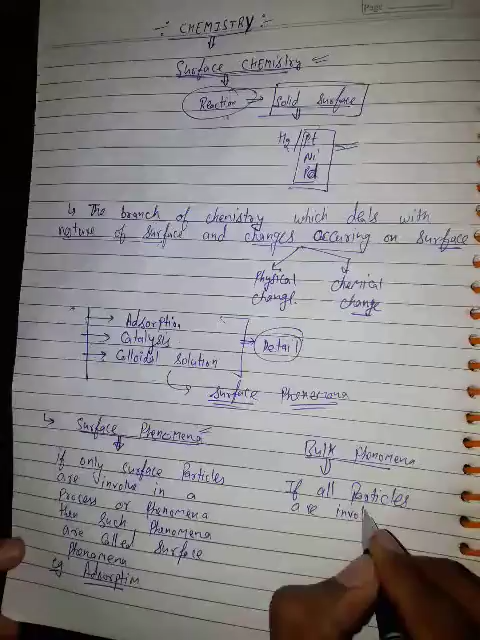 Page
CHEMISTRY
Surface CHEMistry
Reaction Solid Surface
H2/ Pt
Ni
Pd
The branch of chemistry which deals with
nature of surface and changes occuring on surface
Physical change.
chemical change
Adsorption
Catalysis
Colloidal Solution
Detail
Surface Phenomena
Surface Phenomena
If only surface Particles
are involve in a
Process or Phenomena
then such Phenomena
are called surface
Phenomena
eg Adsorption
Bulk Phenomena
If all Particles
are invol